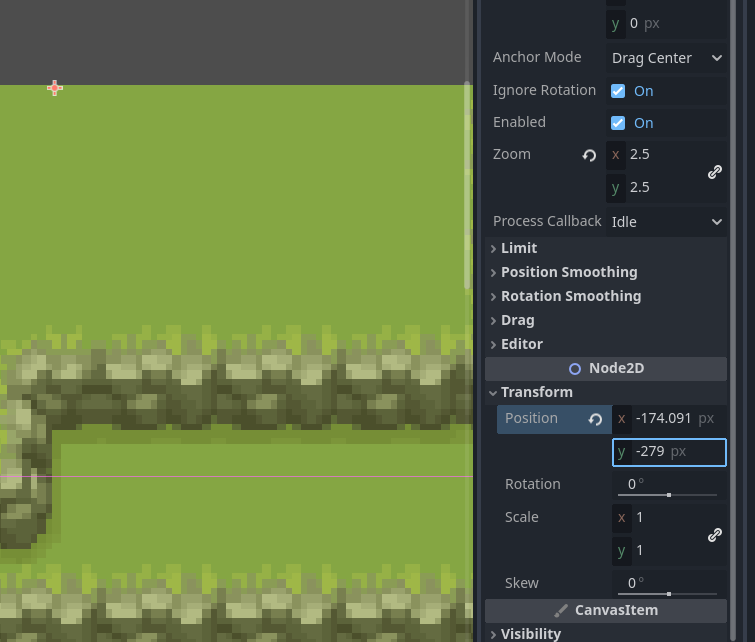 y 0 px
Anchor Mode Drag Center
Ignore Rotation On
Enabled On
Zoom x 2.5
y 2.5
Process Callback Idle
Limit
Position Smoothing
Rotation Smoothing
Drag
Editor
Node2D
Transform
Position x -174.091 px
y -279 px
Rotation 0 °
Scale x 1
y 1
Skew 0 °
CanvasItem
Visibility